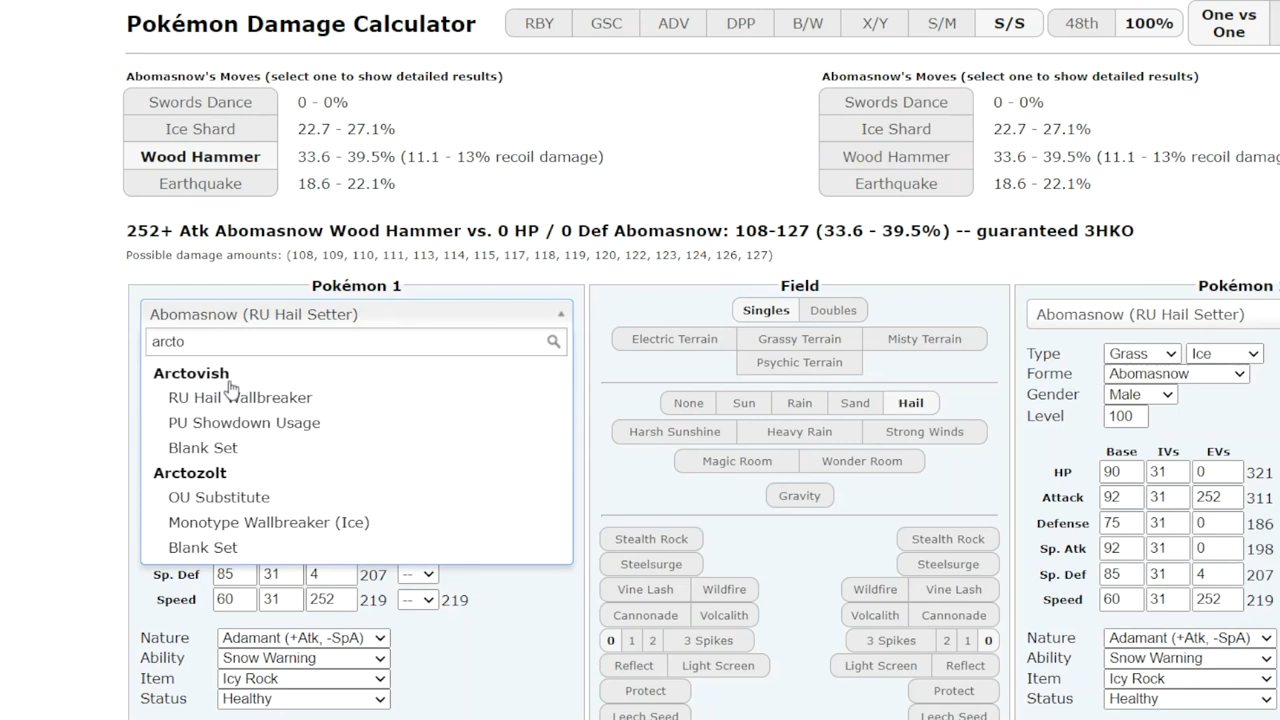 Pokémon Damage Calculator
RBY GSC ADV DPP B/W X/Y S/M S/S 48th 100% One vs One
Abomasnow's Moves (select one to show detailed results)
Swords Dance 0 - 0%
Ice Shard 22.7 - 27.1%
Wood Hammer 33.6 - 39.5% (11.1 - 13% recoil damage)
Earthquake 18.6 - 22.1%
Abomasnow's Moves (select one to show detailed results)
Swords Dance 0 - 0%
Ice Shard 22.7 - 27.1%
Wood Hammer 33.6 - 39.5% (11.1 - 13% recoil damag
Earthquake 18.6 - 22.1%
252+ Atk Abomasnow Wood Hammer vs. 0 HP / 0 Def Abomasnow: 108-127 (33.6 - 39.5%) -- guaranteed 3HKO
Possible damage amounts: (108, 109, 110, 111, 113, 114, 115, 117, 118, 119, 120, 122, 123, 124, 126, 127)
Pokémon 1
Abomasnow (RU Hail Setter)
arcto
Arctovish
RU Hail Wallbreaker
PU Showdown Usage
Blank Set
Arctozolt
OU Substitute
Monotype Wallbreaker (Ice)
Blank Set
Sp. Def 85 31 4 207 --
Speed 60 31 252 219 -- 219
Nature Adamant (+Atk, -SpA)
Ability Snow Warning
Item Icy Rock
Status Healthy
Field
Singles Doubles
Electric Terrain Grassy Terrain Misty Terrain
Psychic Terrain
None Sun Rain Sand Hail
Harsh Sunshine Heavy Rain Strong Winds
Magic Room Wonder Room
Gravity
Stealth Rock Stealth Rock
Steelsurge Steelsurge
Vine Lash Wildfire Wildfire Vine Lash
Cannonade Volcalith Volcalith Cannonade
0 1 2 3 Spikes 3 Spikes 2 1 0
Reflect Light Screen Light Screen Reflect
Protect Protect
Leech Seed Leech Seed
Pokémon
Abomasnow (RU Hail Setter)
Type Grass Ice
Forme Abomasnow
Gender Male
Level 100
Base IVs EVs
HP 90 31 0 321
Attack 92 31 252 311
Defense 75 31 0 186
Sp. Atk 92 31 0 198
Sp. Def 85 31 4 207
Speed 60 31 252 219
Nature Adamant (+Atk, -SpA)
Ability Snow Warning
Item Icy Rock
Status Healthy